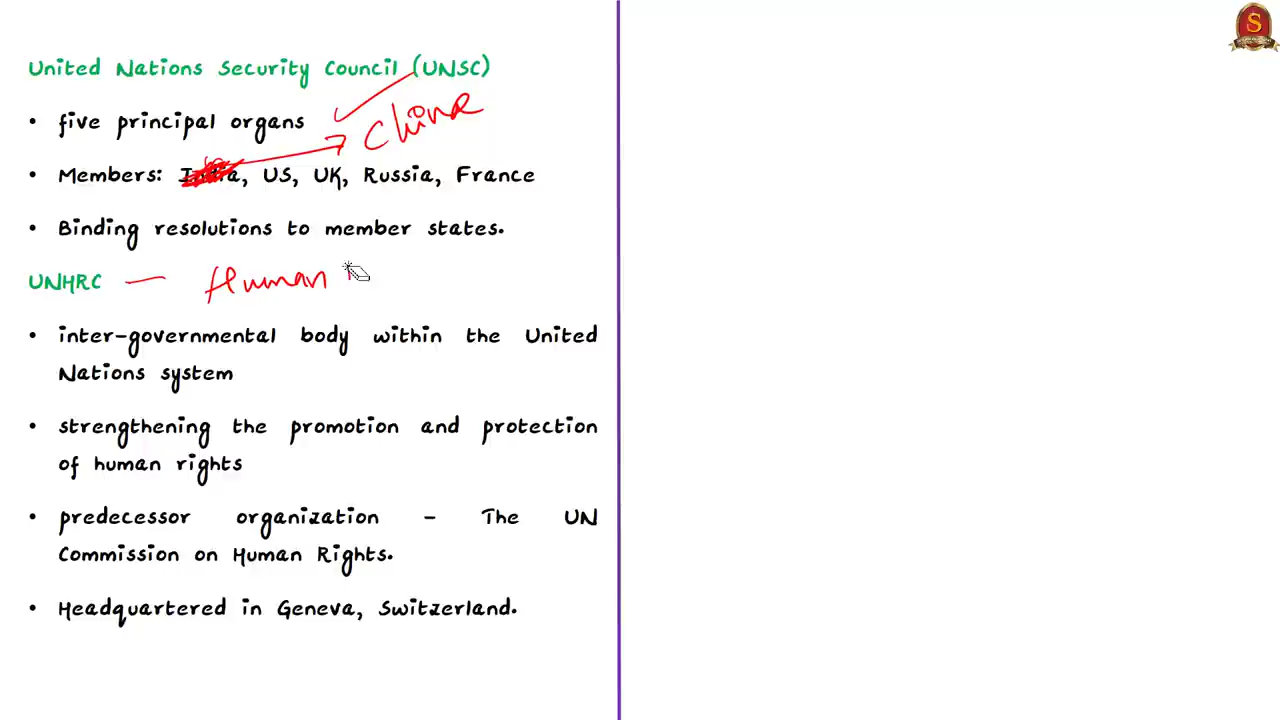 United Nations Security Council (UNSC)
• five principal organs
China
• Members: India, US, UK, Russia, France
• Binding resolutions to member states.
UNHRC — Human
• inter-governmental body within the United
Nations system
• strengthening the promotion and protection
of human rights
• predecessor organization – The UN
Commission on Human Rights.
• Headquartered in Geneva, Switzerland.
S